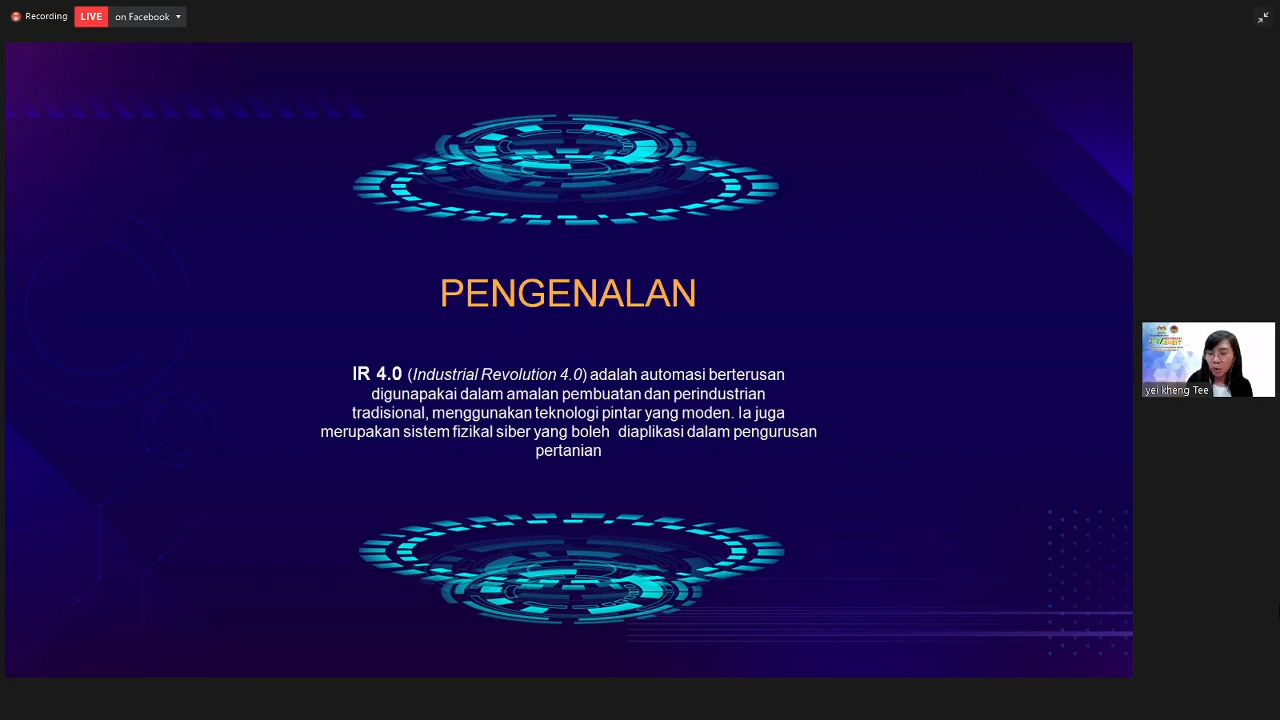 Recording
LIVE
on Facebook
PENGENALAN
IR 4.0 (Industrial Revolution 4.0) adalah automasi berterusan
digunapakai dalam amalan pembuatan dan perindustrian
tradisional, menggunakan teknologi pintar yang moden. Ia juga
merupakan sistem fizikal siber yang boleh diaplikasi dalam pengurusan
pertanian
yei kheng Tee